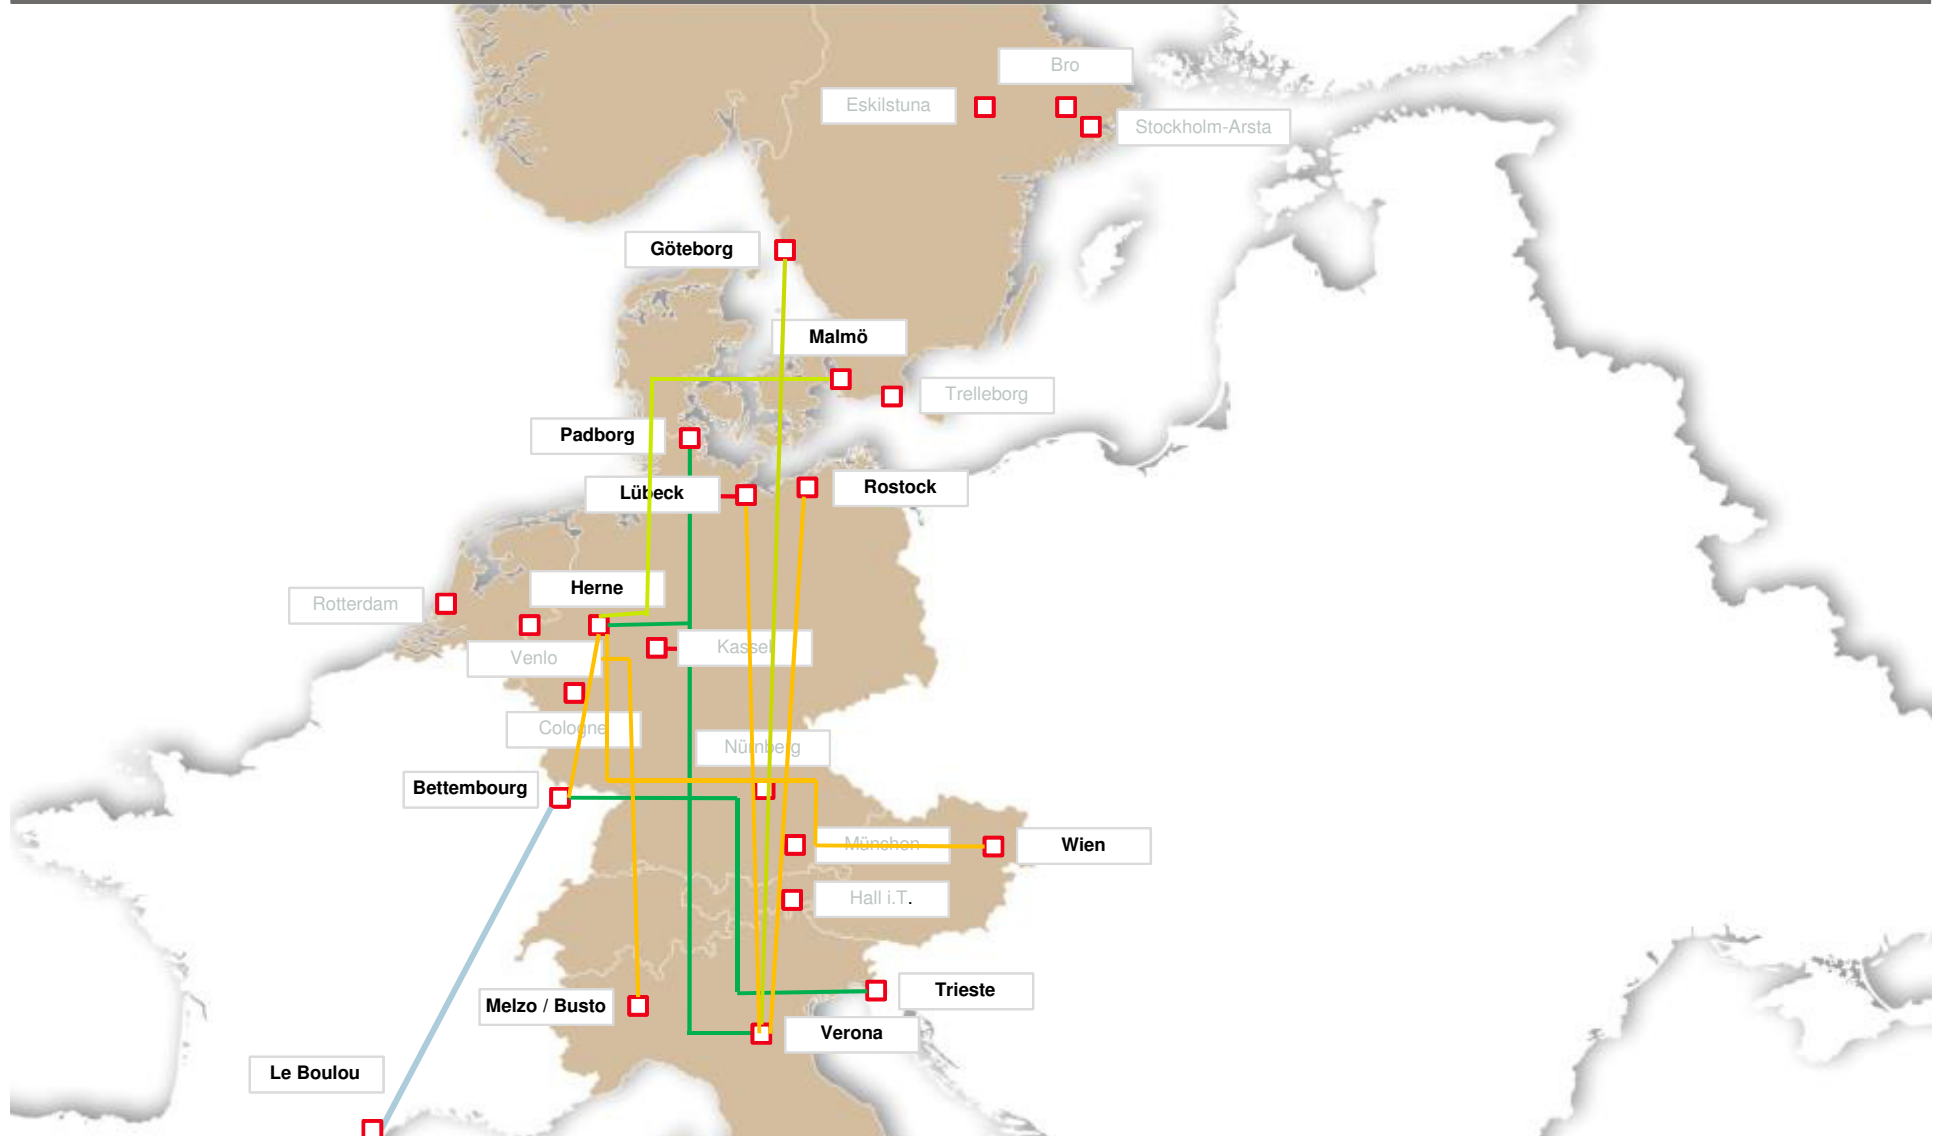 Bro
Eskilstuna
Stockholm-Arsta
Göteborg
Malmö
Trelleborg
Padborg
Lübeck
Rostock
Herne
Rotterdam
Kassel
Venlo
Cologne
Nürnberg
Bettembourg
München
Wien
Hall i.T.
Trieste
Melzo / Busto
Verona
Le Boulou